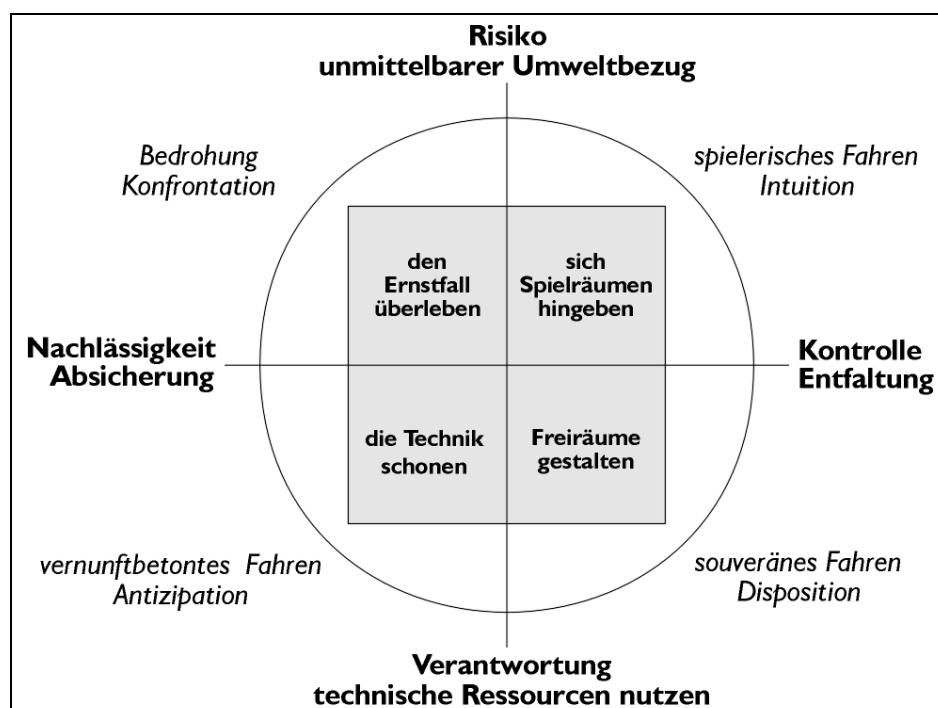 Risiko
unmittelbarer Umweltbezug
Bedrohung
Konfrontation
spielerisches Fahren
Intuition
den
Ernstfall
überleben
sich
Spielräumen
hingeben
Nachlässigkeit
Absicherung
Kontrolle
Entfaltung
die Technik
schonen
Freiräume
gestalten
vernunftbetontes Fahren
Antizipation
souveränes Fahren
Disposition
Verantwortung
technische Ressourcen nutzen